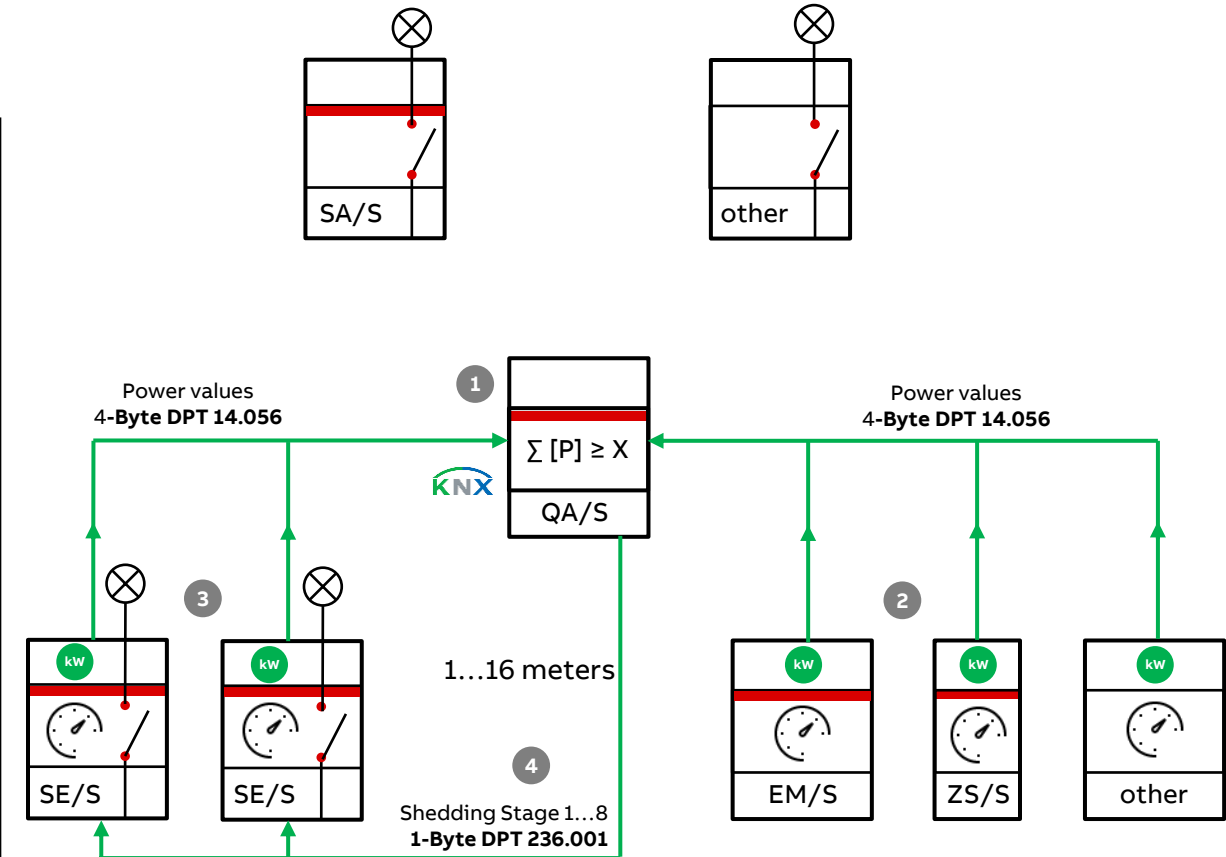 SA/S
other
1
Power values
4-Byte DPT 14.056
Power values
4-Byte DPT 14.056
∑ [P] ≥ X
KNX
QA/S
3
2
kW
kW
1...16 meters
kW
kW
kW
SE/S
SE/S
4
Shedding Stage 1...8
1-Byte DPT 236.001
EM/S
ZS/S
other